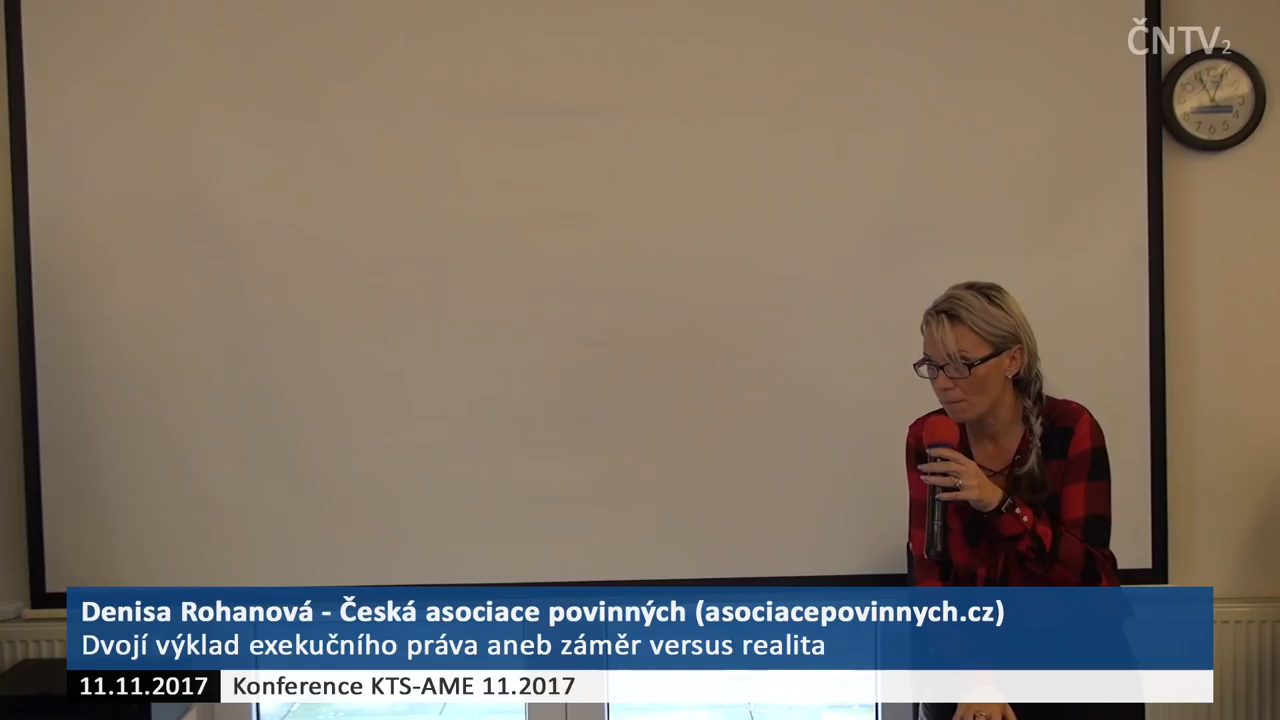 ČNTV2
Denisa Rohanová - Česká asociace povinných (asociacepovinnych.cz)
Dvojí výklad exekučního práva aneb záměr versus realita
11.11.2017 Konference KTS-AME 11.2017